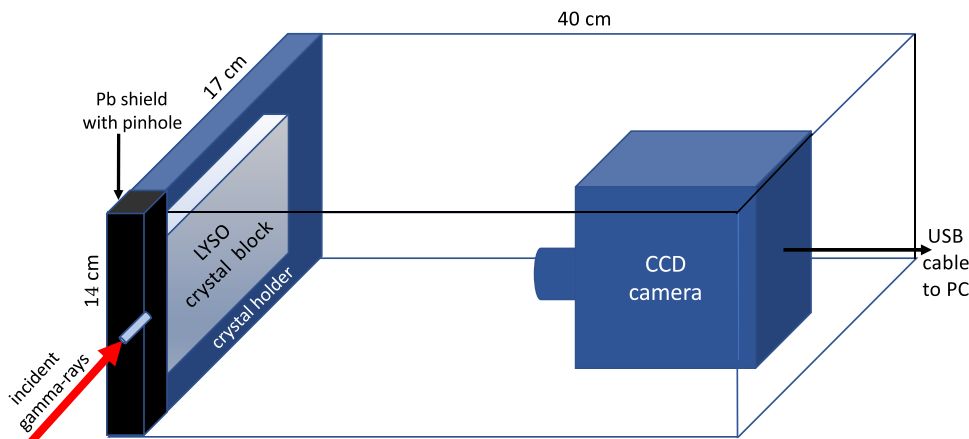 40 cm
17 cm
Pb shield
with pinhole
LYSO
crystal block
crystal holder
14 cm
incident
gamma-rays
CCD
camera
USB
cable
to PC